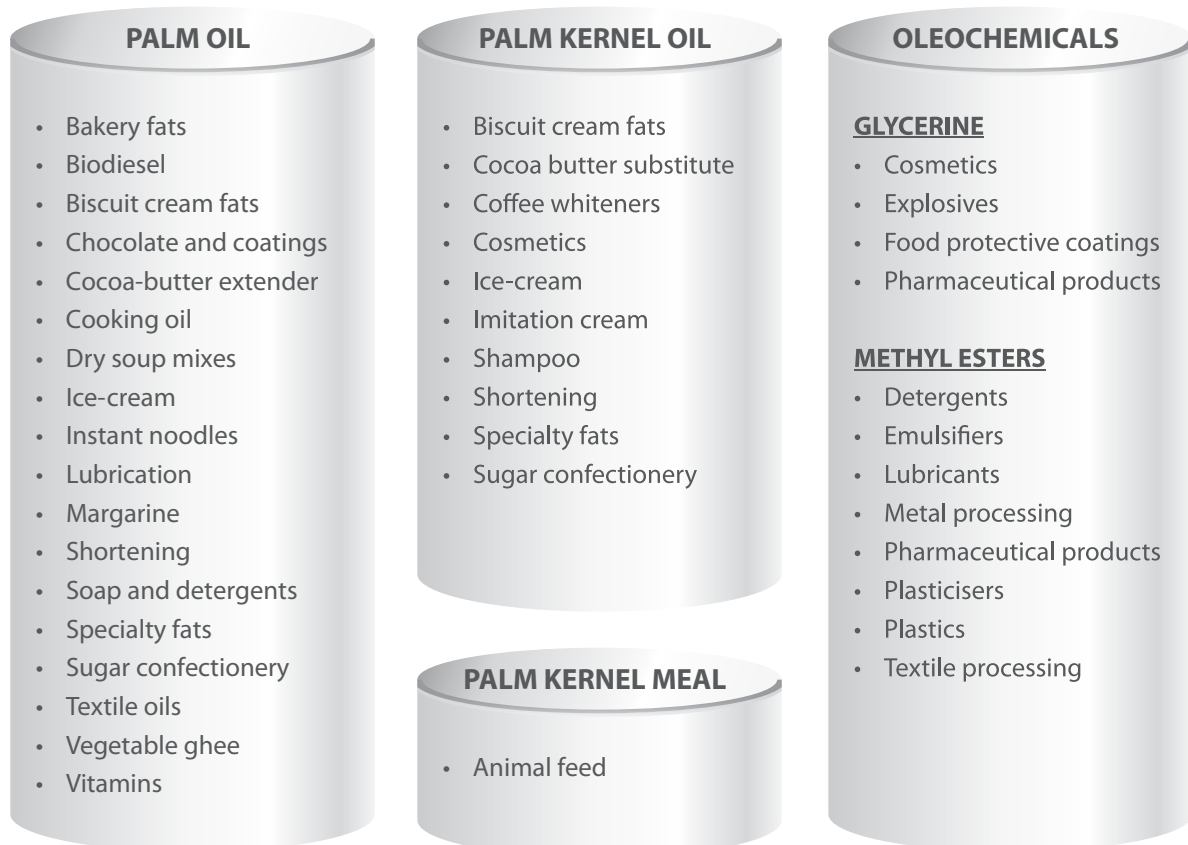 PALM OIL
• Bakery fats
• Biodiesel
• Biscuit cream fats
• Chocolate and coatings
• Cocoa-butter extender
• Cooking oil
• Dry soup mixes
• Ice-cream
• Instant noodles
• Lubrication
• Margarine
• Shortening
• Soap and detergents
• Specialty fats
• Sugar confectionery
• Textile oils
• Vegetable ghee
• Vitamins
PALM KERNEL OIL
• Biscuit cream fats
• Cocoa butter substitute
• Coffee whiteners
• Cosmetics
• Ice-cream
• Imitation cream
• Shampoo
• Shortening
• Specialty fats
• Sugar confectionery
PALM KERNEL MEAL
• Animal feed
OLEOCHEMICALS
GLYCERINE
• Cosmetics
• Explosives
• Food protective coatings
• Pharmaceutical products
METHYL ESTERS
• Detergents
• Emulsifiers
• Lubricants
• Metal processing
• Pharmaceutical products
• Plasticisers
• Plastics
• Textile processing